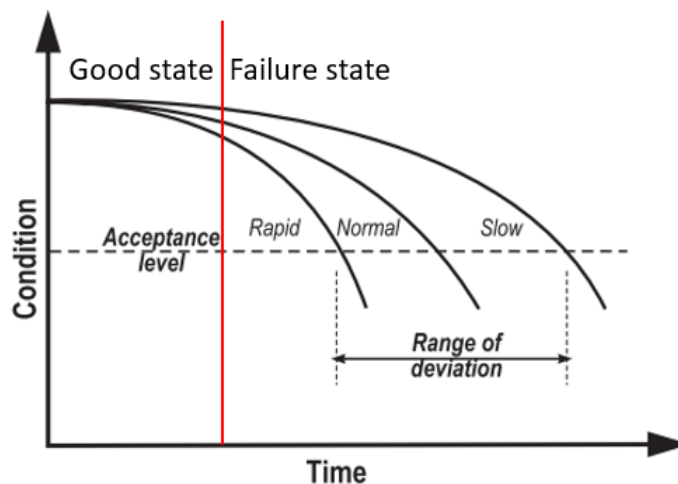 Good state Failure state
Rapid Normal Slow
Acceptance
level
Condition
Range of
deviation
Time